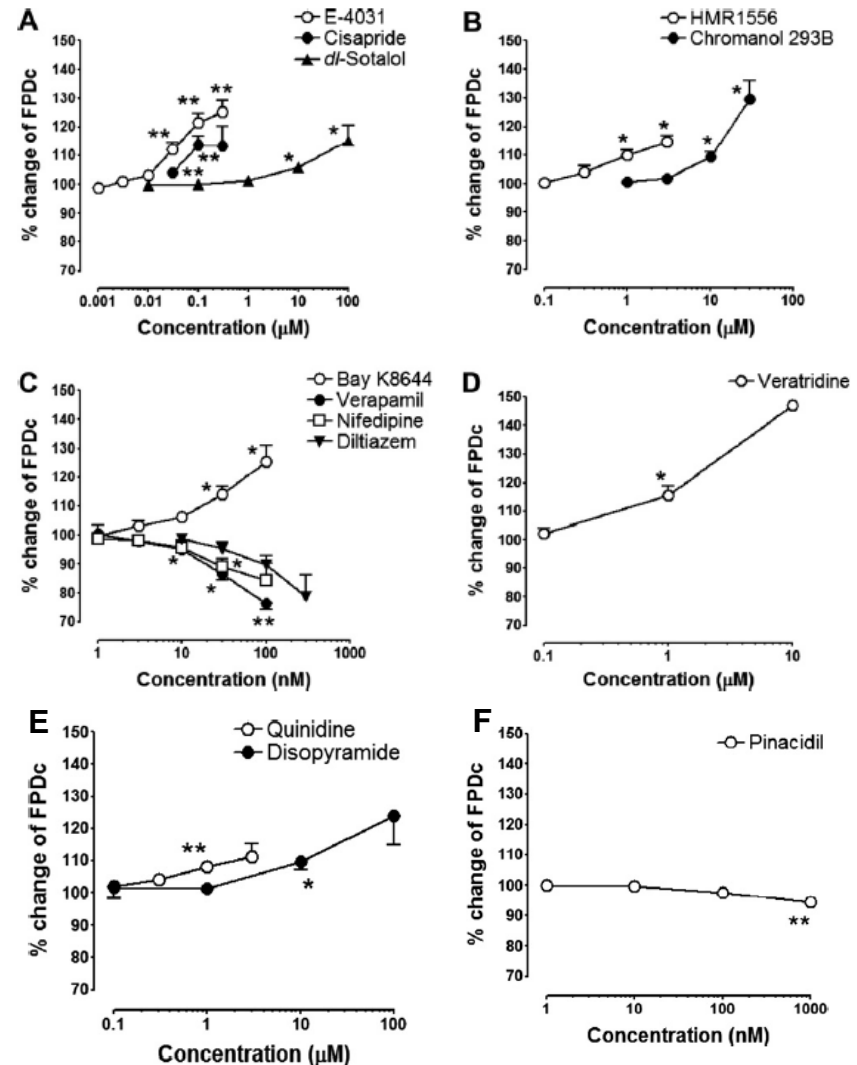 A
E-4031
Cisapride
dl-Sotalol
150
140
130
120
110
100
90
80
70
% change of FPDc
**
**
**
**
**
*
*
0.001 0.01 0.1 1 10 100
Concentration (μM)
B
HMR1556
Chromanol 293B
150
140
130
120
110
100
90
80
70
% change of FPDc
*
*
*
*
0.1 1 10 100
Concentration (μM)
C
Bay K8644
Verapamil
Nifedipine
Diltiazem
150
140
130
120
110
100
90
80
70
% change of FPDc
*
*
*
*
*
**
1 10 100 1000
Concentration (nM)
D
Veratridine
150
140
130
120
110
100
90
80
70
% change of FPDc
*
0.1 1 10
Concentration (μM)
E
Quinidine
Disopyramide
150
140
130
120
110
100
90
80
70
% change of FPDc
**
*
0.1 1 10 100
Concentration (μM)
F
Pinacidil
150
140
130
120
110
100
90
80
70
% change of FPDc
**
1 10 100 1000
Concentration (nM)